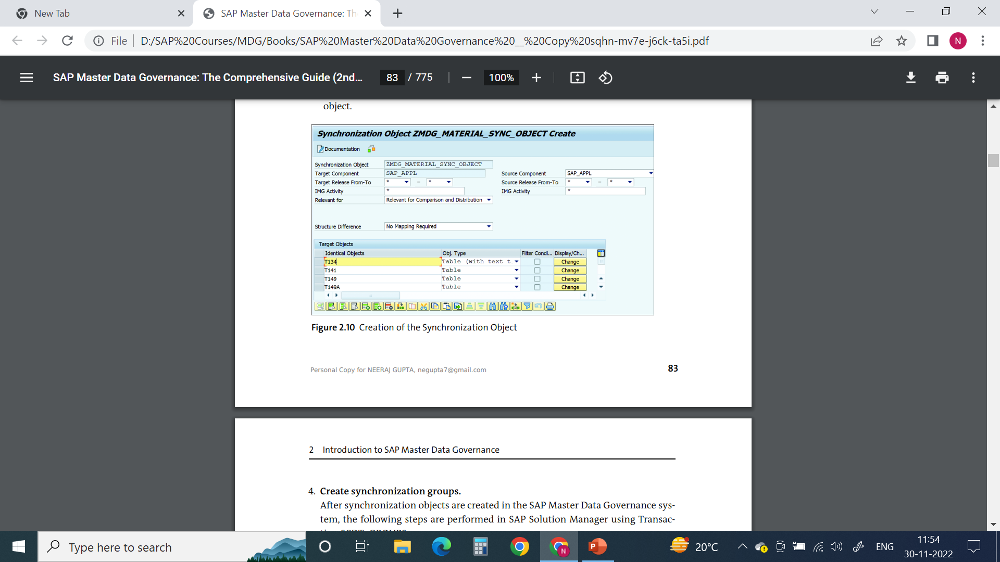 New Tab
SAP Master Data Governance: Th
File
D:/SAP%20Courses/MDG/Books/SAP%20Master%20Data%20Governance%20__%20Copy%20sqhn-mv7e-j6ck-ta5i.pdf
N
SAP Master Data Governance: The Comprehensive Guide (2nd...
83 / 775
100%
object.
Synchronization Object ZMDG_MATERIAL_SYNC_OBJECT Create
Documentation
Synchronization Object ZMDG_MATERIAL_SYNC_OBJECT
Target Component SAP_APPL Source Component SAP_APPL
Target Release From-To * – * Source Release From-To * – *
IMG Activity * IMG Activity *
Relevant for Relevant for Comparison and Distribution
Structure Difference No Mapping Required
Target Objects
Identical Objects Obj. Type Filter Condi... Display/Ch...
T134 Table (with text t… Change
T141 Table Change
T149 Table Change
T149A Table Change
Figure 2.10 Creation of the Synchronization Object
Personal Copy for NEERAJ GUPTA, negupta7@gmail.com
83
2 Introduction to SAP Master Data Governance
4. Create synchronization groups.
After synchronization objects are created in the SAP Master Data Governance sys-
tem, the following steps are performed in SAP Solution Manager using Transac-
Type here to search
P
N
20°C
ENG
11:54
30-11-2022